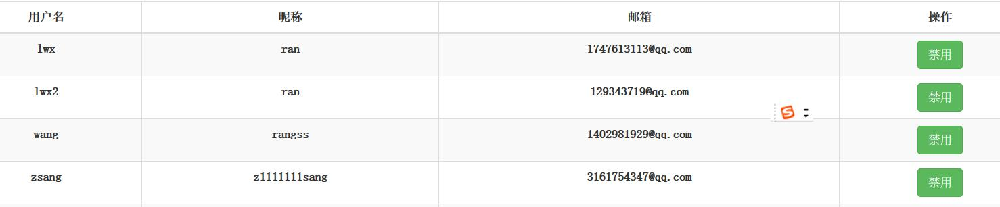 用户名 昵称 邮箱 操作
lwx ran 1747613113@qq.com 禁用
lwx2 ran 129343719@qq.com 禁用
wang rangss 1402981929@qq.com 禁用
zsang z1111111sang 3161754347@qq.com 禁用